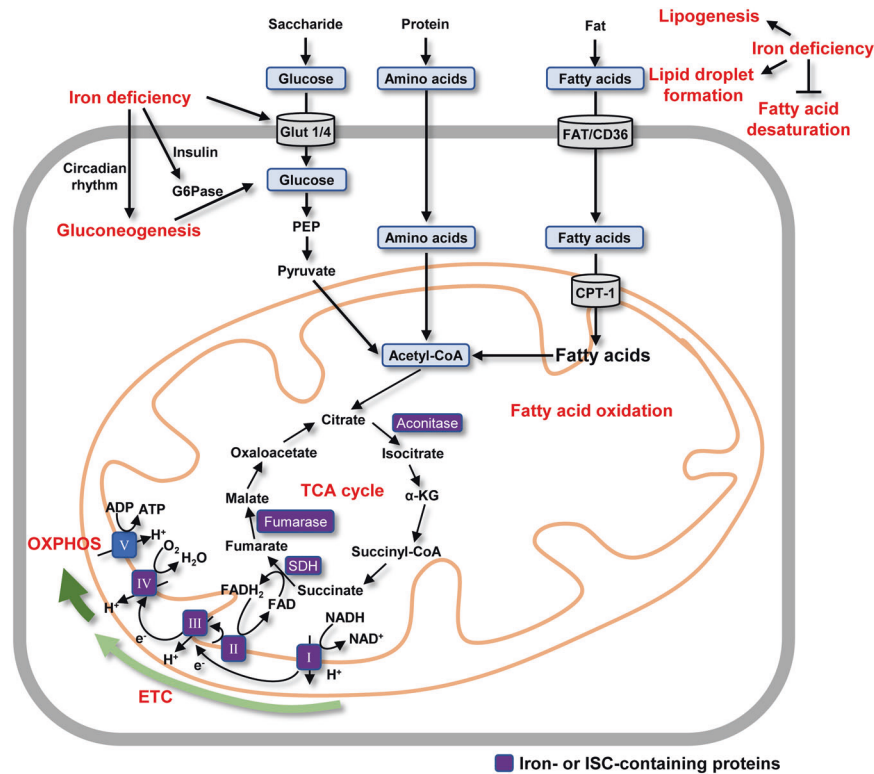 Saccharide
Protein
Fat
Lipogenesis
Iron deficiency
Lipid droplet
formation
Fatty acid
desaturation
Glucose
Amino acids
Fatty acids
Iron deficiency
Glut 1/4
FAT/CD36
Circadian
rhythm
Insulin
G6Pase
Glucose
Gluconeogenesis
PEP
Amino acids
Fatty acids
Pyruvate
CPT-1
Acetyl-CoA
Fatty acids
Fatty acid oxidation
Citrate
Aconitase
Oxaloacetate
Isocitrate
TCA cycle
Malate
α-KG
Fumarase
Fumarate
Succinyl-CoA
SDH
Succinate
FADH₂
FAD
ADP
ATP
OXPHOS
V
H⁺
O₂
H₂O
IV
H⁺
e⁻
III
H⁺
II
e⁻
NADH
NAD⁺
I
H⁺
ETC
Iron- or ISC-containing proteins